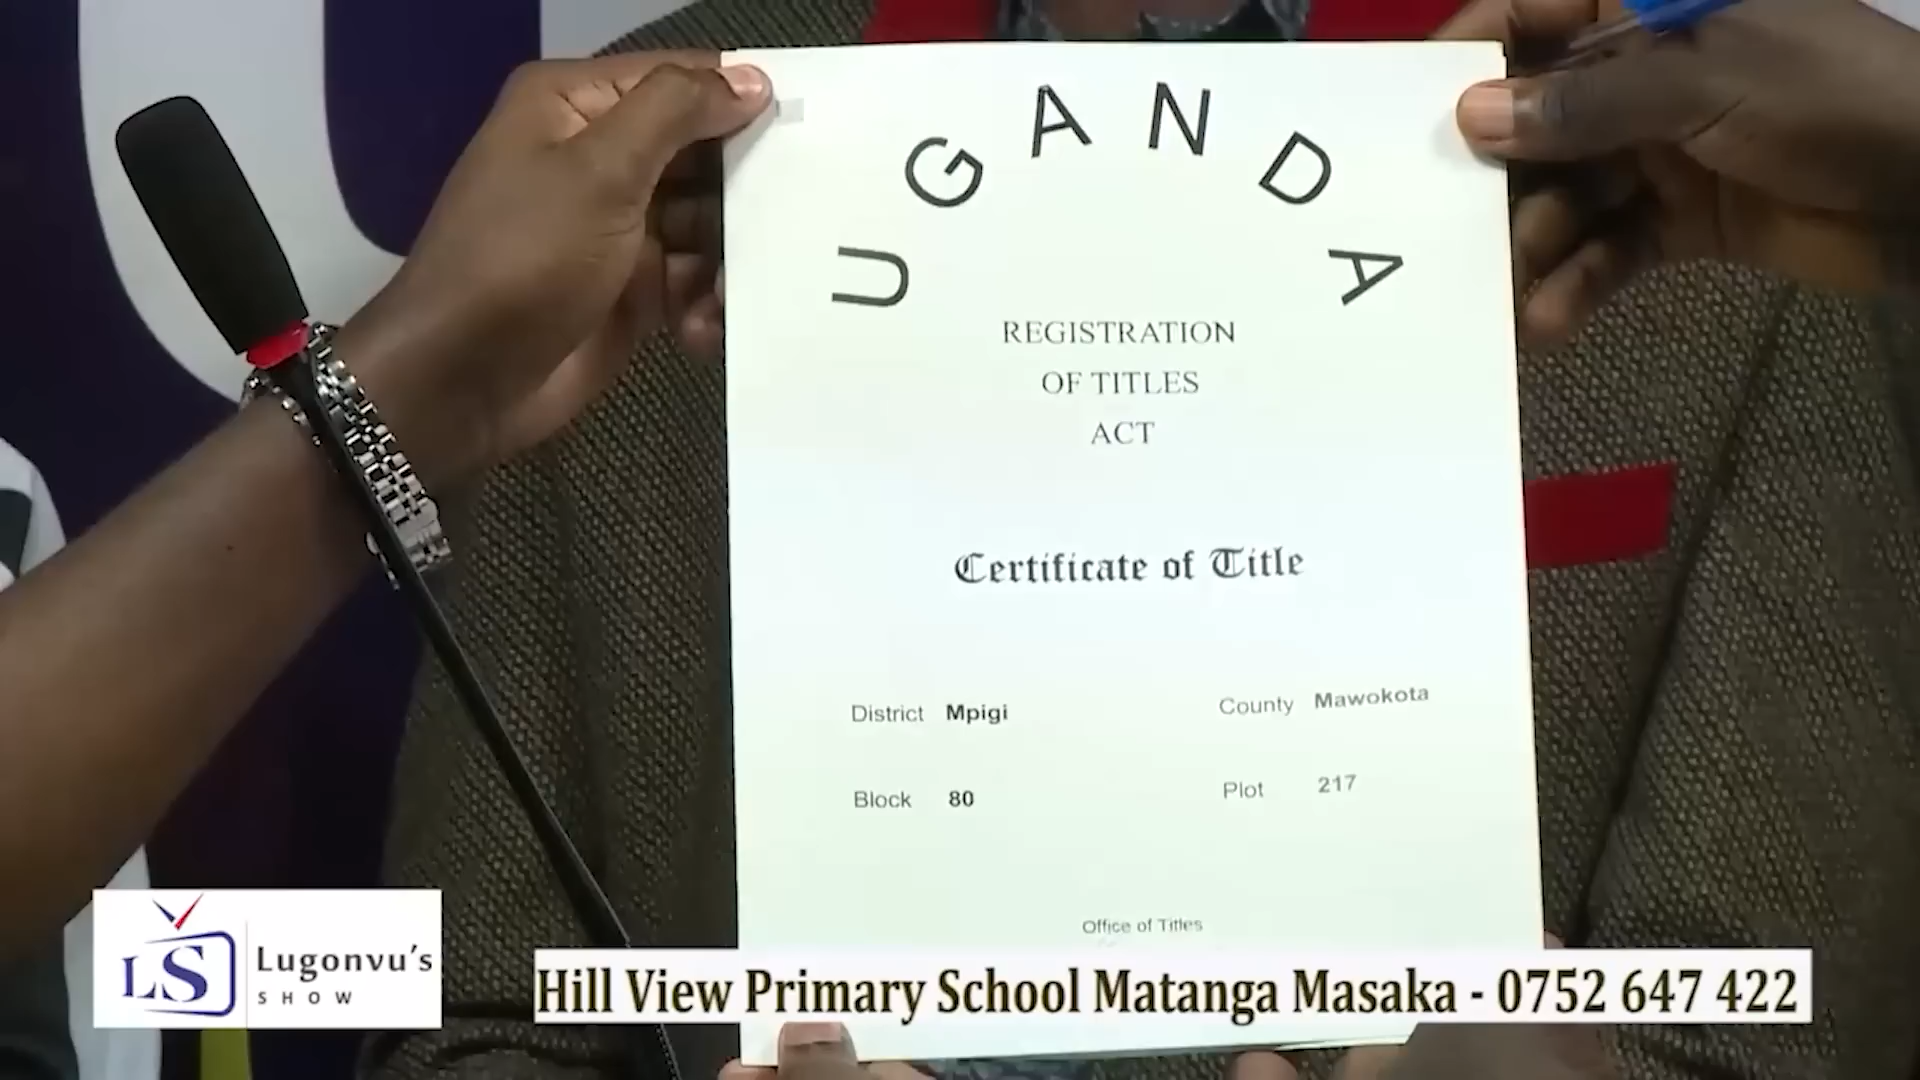 UGANDA
REGISTRATION
OF TITLES
ACT
Certificate of Title
District Mpigi
County Mawokota
Block 80
Plot 217
Office of Titles
LS
Lugonvu's
SHOW
Hill View Primary School Matanga Masaka - 0752 647 422